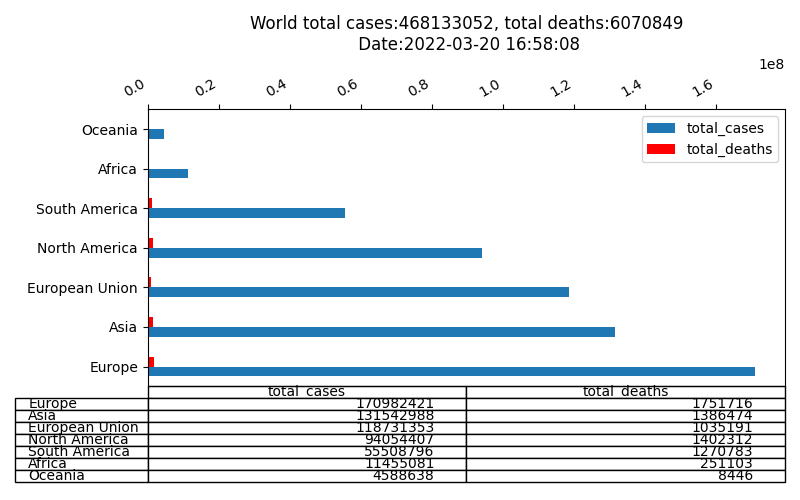 World total cases:468133052, total deaths:6070849
Date:2022-03-20 16:58:08
1e8
0.0 0.2 0.4 0.6 0.8 1.0 1.2 1.4 1.6
total_cases
total_deaths
Oceania
Africa
South America
North America
European Union
Asia
Europe
total_cases total_deaths
Europe 170982421 1751716
Asia 131542988 1386474
European Union 118731353 1035191
North America 94054407 1402312
South America 55508796 1270783
Africa 11455081 251103
Oceania 4588638 8446